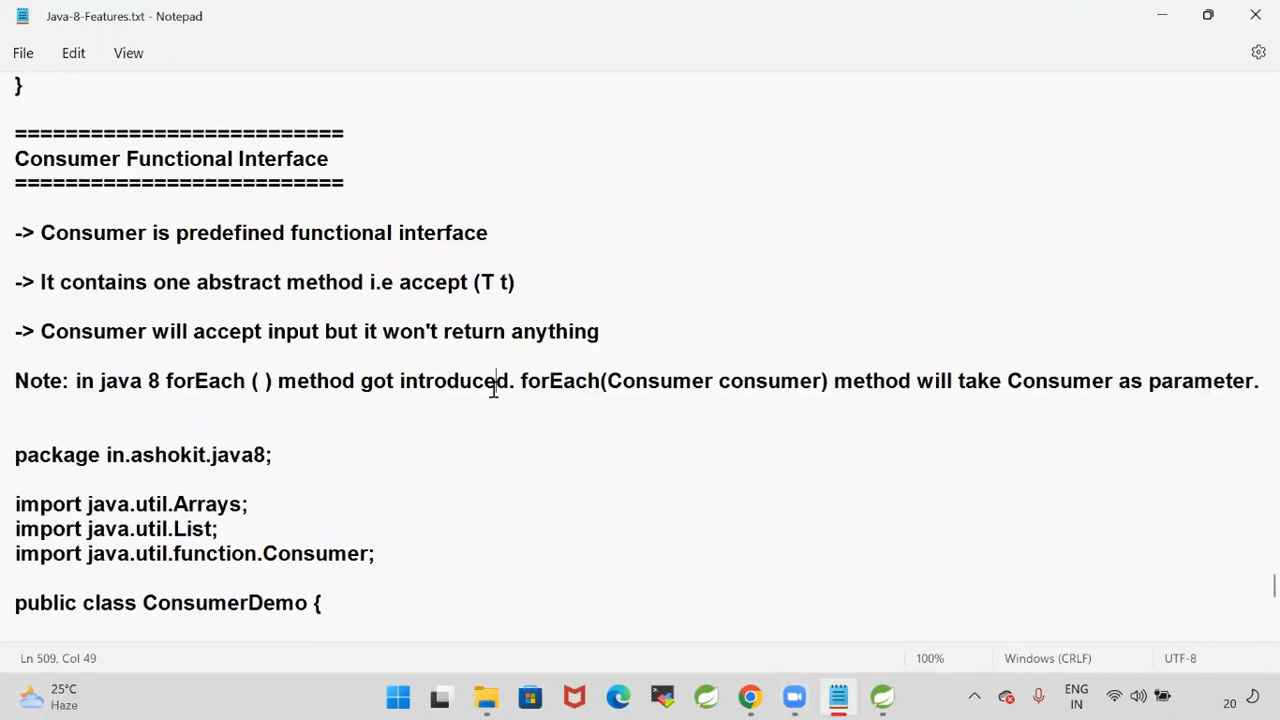 Java-8-Features.txt - Notepad
File Edit View
}
==========================
Consumer Functional Interface
==========================
-> Consumer is predefined functional interface
-> It contains one abstract method i.e accept (T t)
-> Consumer will accept input but it won't return anything
Note: in java 8 forEach ( ) method got introduced. forEach(Consumer consumer) method will take Consumer as parameter.
package in.ashokit.java8;
import java.util.Arrays;
import java.util.List;
import java.util.function.Consumer;
public class ConsumerDemo {
Ln 509, Col 49 100% Windows (CRLF) UTF-8
25°C
Haze
ENG
IN
20